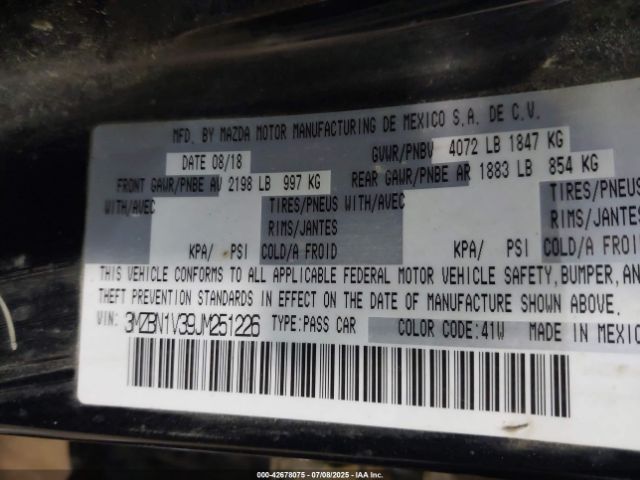 MFD. BY MAZDA MOTOR MANUFACTURING DE MEXICO S.A. DE C.V.
DATE 08/18 GVWR/PNBV 4072 LB 1847 KG
FRONT GAWR/PNBE AV 2198 LB 997 KG REAR GAWR/PNBE AR 1883 LB 854 KG
WITH/AVEC TIRES/PNEUS WITH/AVEC TIRES/PNEUS
RIMS/JANTES RIMS/JANTES
KPA/ PSI COLD/A FROID KPA/ PSI COLD/A FROID
THIS VEHICLE CONFORMS TO ALL APPLICABLE FEDERAL MOTOR VEHICLE SAFETY, BUMPER, AND
THEFT PREVENTION STANDARDS IN EFFECT ON THE DATE OF MANUFACTURE SHOWN ABOVE.
VIN: 3MZBN1V39JM251226 TYPE:PASS CAR COLOR CODE:41W MADE IN MEXICO
000-42678075 - 07/08/2025 - IAA Inc.